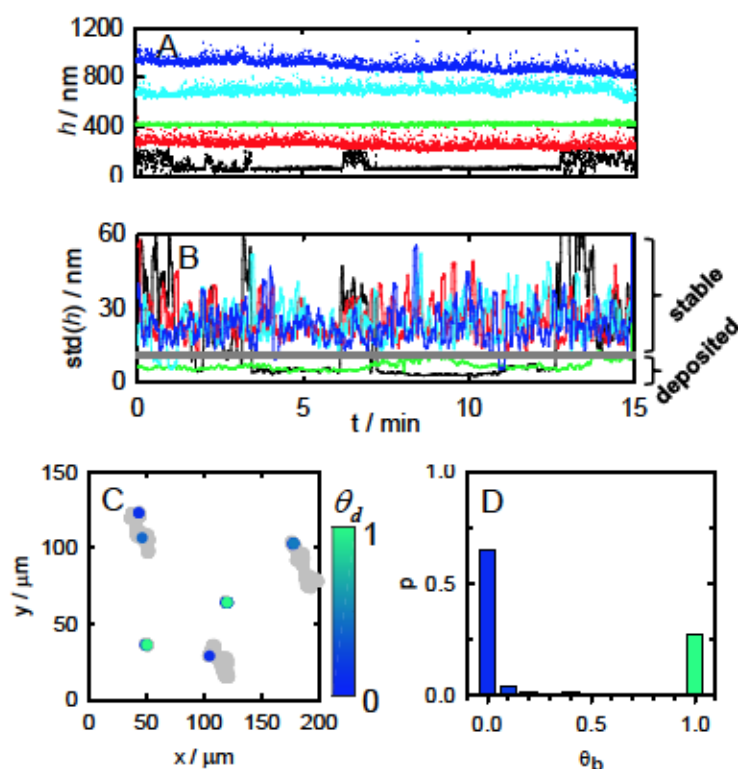 A
1200
800
400
0
h / nm
B
60
30
0
std(h) / nm
stable
deposited
0 5 10 15
t / min
C
150
100
50
0
y / μm
0 50 100 150 200
x / μm
θd
1
0
D
1.0
0.5
0.0
p
0.0 0.5 1.0
θb